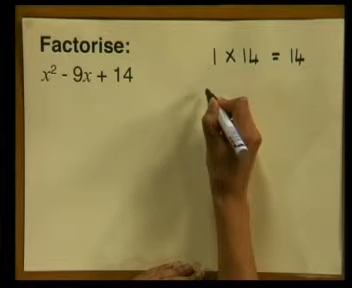 Factorise:
x² - 9x + 14
1 × 14 = 14